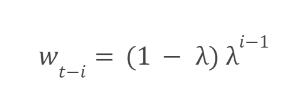 w_{t-i} = (1 − λ) λ^{i−1}